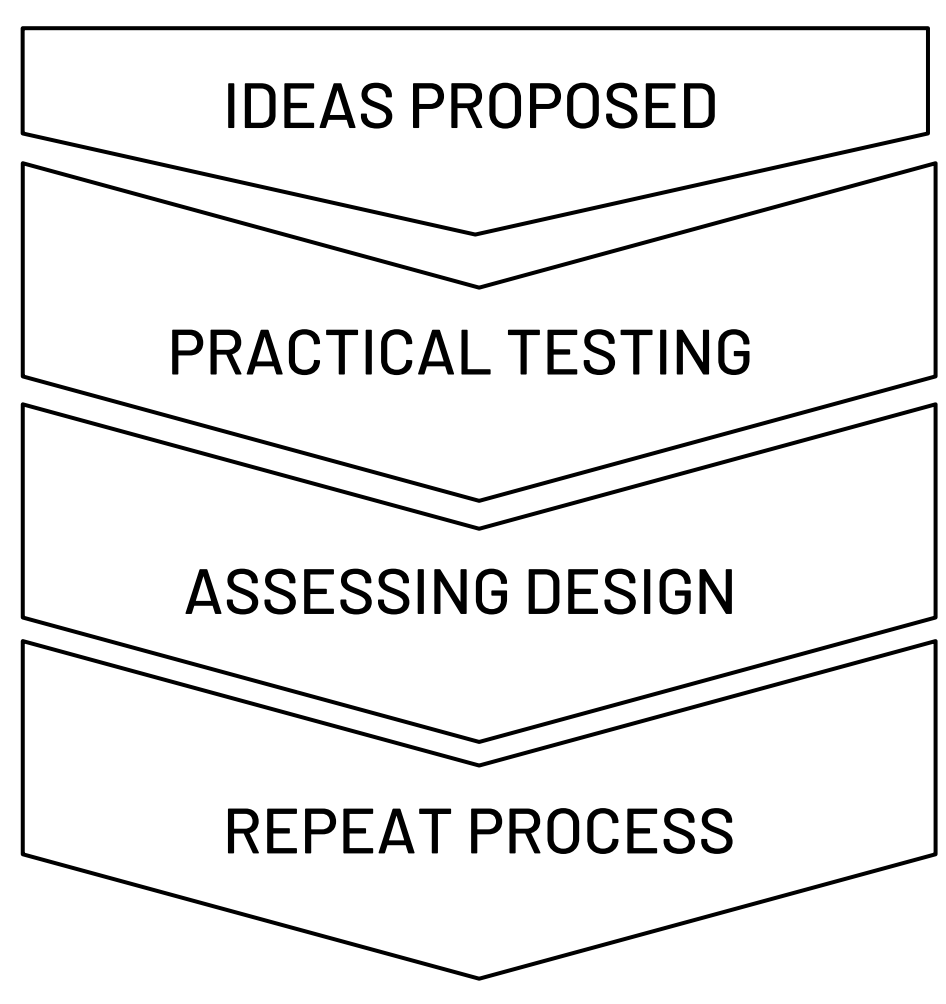 IDEAS PROPOSED
PRACTICAL TESTING
ASSESSING DESIGN
REPEAT PROCESS